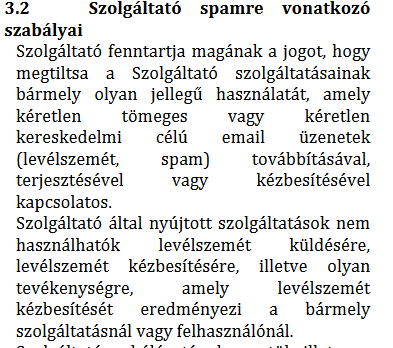 3.2 Szolgáltató spamre vonatkozó
szabályai
Szolgáltató fenntartja magának a jogot, hogy
megtiltsa a Szolgáltató szolgáltatásainak
bármely olyan jellegű használatát, amely
kéretlen tömeges vagy kéretlen
kereskedelmi célú email üzenetek
(levélszemét, spam) továbbításával,
terjesztésével vagy kézbesítésével
kapcsolatos.
Szolgáltató által nyújtott szolgáltatások nem
használhatók levélszemét küldésére,
levélszemét kézbesítésére, illetve olyan
tevékenységre, amely levélszemét
kézbesítését eredményezi a bármely
szolgáltatásnál vagy felhasználónál.